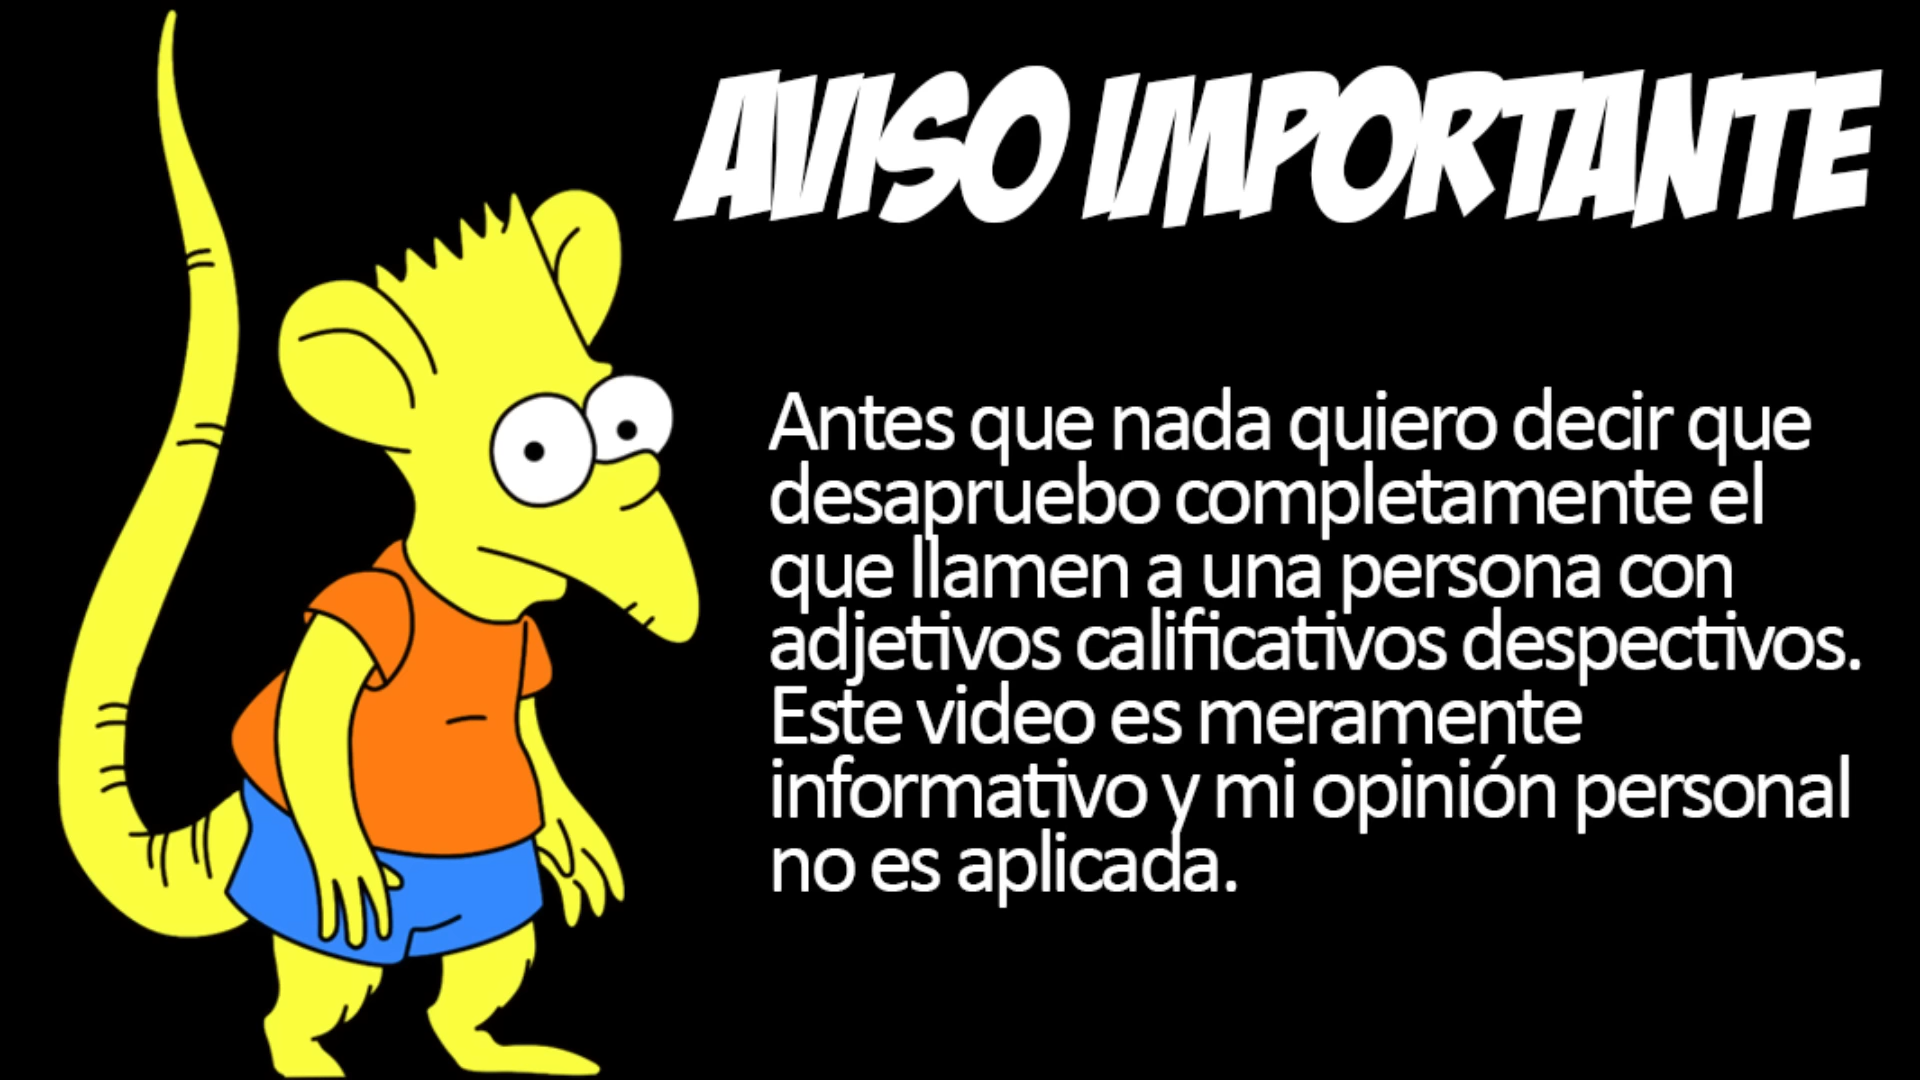 AVISO IMPORTANTE
Antes que nada quiero decir que
desapruebo completamente el
que llamen a una persona con
adjetivos calificativos despectivos.
Este video es meramente
informativo y mi opinión personal
no es aplicada.